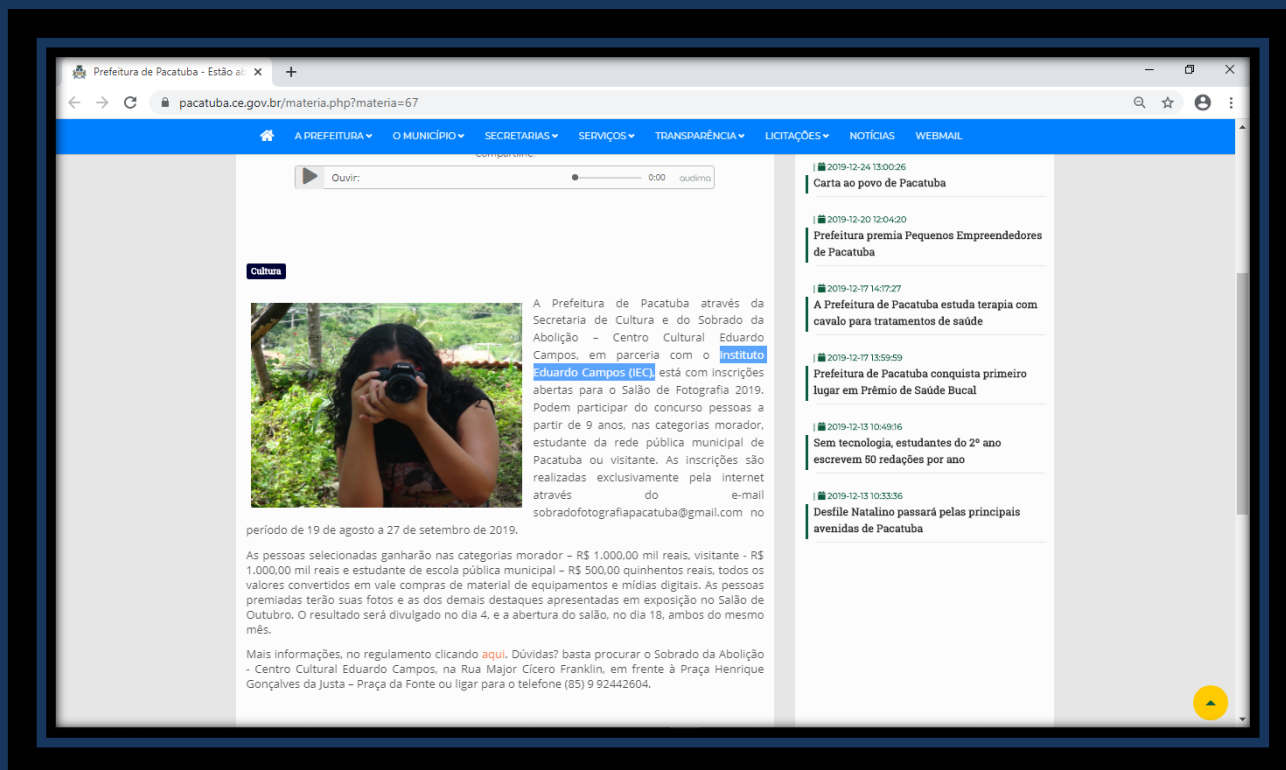 Prefeitura de Pacatuba - Estão ab
pacatuba.ce.gov.br/materia.php?materia=67
A PREFEITURA
O MUNICÍPIO
SECRETARIAS
SERVIÇOS
TRANSPARÊNCIA
LICITAÇÕES
NOTÍCIAS
WEBMAIL
Compartilhe:
Ouvir:
0:00
audima
Cultura
A Prefeitura de Pacatuba através da
Secretaria de Cultura e do Sobrado da
Abolição – Centro Cultural Eduardo
Campos, em parceria com o Instituto
Eduardo Campos (IEC), está com inscrições
abertas para o Salão de Fotografia 2019.
Podem participar do concurso pessoas a
partir de 9 anos, nas categorias morador,
estudante da rede pública municipal de
Pacatuba ou visitante. As inscrições são
realizadas exclusivamente pela internet
através do e-mail
sobradofotografiapacatuba@gmail.com no
período de 19 de agosto a 27 de setembro de 2019.
As pessoas selecionadas ganharão nas categorias morador – R$ 1.000,00 mil reais, visitante - R$
1.000,00 mil reais e estudante de escola pública municipal – R$ 500,00 quinhentos reais, todos os
valores convertidos em vale compras de material de equipamentos e mídias digitais. As pessoas
premiadas terão suas fotos e as dos demais destaques apresentadas em exposição no Salão de
Outubro. O resultado será divulgado no dia 4, e a abertura do salão, no dia 18, ambos do mesmo
mês.
Mais informações, no regulamento clicando aqui. Dúvidas? basta procurar o Sobrado da Abolição
- Centro Cultural Eduardo Campos, na Rua Major Cícero Franklin, em frente à Praça Henrique
Gonçalves da Justa – Praça da Fonte ou ligar para o telefone (85) 9 92442604.
| 2019-12-24 13:00:26
Carta ao povo de Pacatuba
| 2019-12-20 12:04:20
Prefeitura premia Pequenos Empreendedores
de Pacatuba
| 2019-12-17 14:17:27
A Prefeitura de Pacatuba estuda terapia com
cavalo para tratamentos de saúde
| 2019-12-17 13:59:59
Prefeitura de Pacatuba conquista primeiro
lugar em Prêmio de Saúde Bucal
| 2019-12-13 10:49:16
Sem tecnologia, estudantes do 2º ano
escrevem 50 redações por ano
| 2019-12-13 10:33:36
Desfile Natalino passará pelas principais
avenidas de Pacatuba